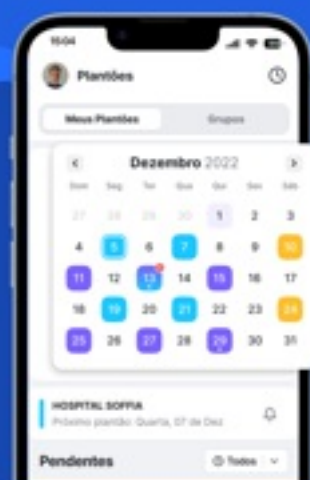 15:04
Plantões
Meus Plantões Grupos
Dezembro 2022
Dom Seg Ter Qua Qui Sex Sáb
27 28 29 30 1 2 3
4 5 6 7 8 9 10
11 12 13 14 15 16 17
18 19 20 21 22 23 24
25 26 27 28 29 30 31
HOSPITAL SOFFIA
Próximo plantão: Quarta, 07 de Dez
Pendentes Todos